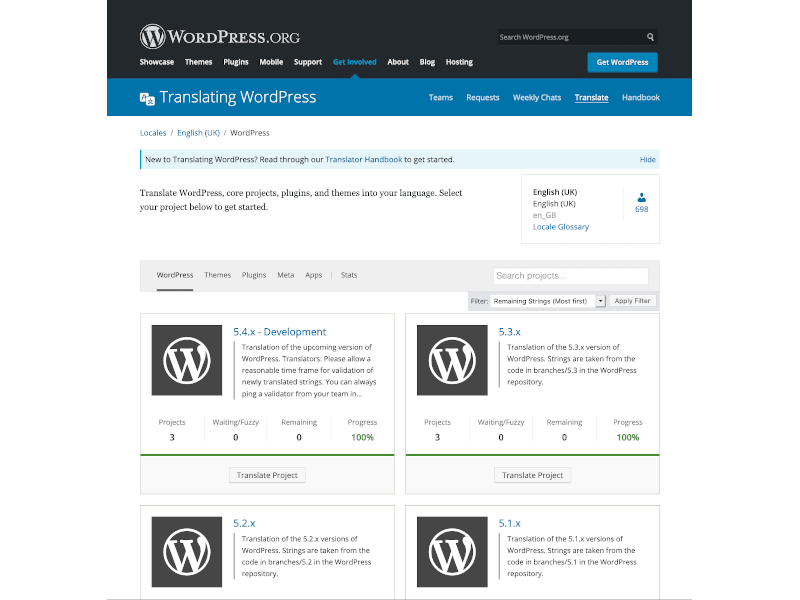 WORDPRESS.ORG
Search WordPress.org
Showcase Themes Plugins Mobile Support Get Involved About Blog Hosting
Get WordPress
Translating WordPress
Teams Requests Weekly Chats Translate Handbook
Locales / English (UK) / WordPress
New to Translating WordPress? Read through our Translator Handbook to get started.
Hide
Translate WordPress, core projects, plugins, and themes into your language. Select
your project below to get started.
English (UK)
English (UK)
en_GB
Locale Glossary
698
WordPress Themes Plugins Meta Apps | Stats
Search projects...
Filter: Remaining Strings (Most first) Apply Filter
5.4.x - Development
Translation of the upcoming version of
WordPress. Translators: Please allow a
reasonable time frame for validation of
newly translated strings. You can always
ping a validator from your team in...
Projects Waiting/Fuzzy Remaining Progress
3 0 0 100%
Translate Project
5.3.x
Translation of the 5.3.x version of
WordPress. Strings are taken from the
code in branches/5.3 in the WordPress
repository.
Projects Waiting/Fuzzy Remaining Progress
3 0 0 100%
Translate Project
5.2.x
Translation of the 5.2.x versions of
WordPress. Strings are taken from the
code in branches/5.2 in the WordPress
repository.
5.1.x
Translation of the 5.1.x versions of
WordPress. Strings are taken from the
code in branches/5.1 in the WordPress
repository.